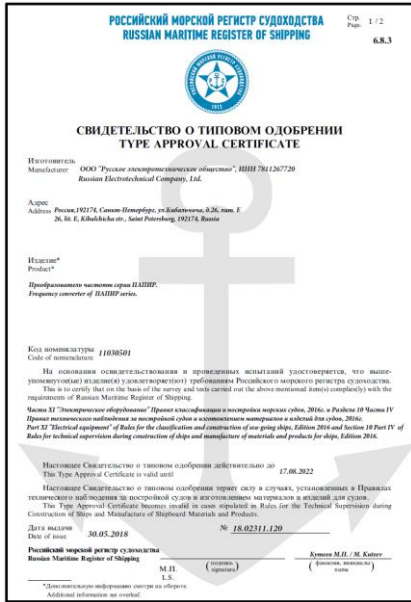 РОССИЙСКИЙ МОРСКОЙ РЕГИСТР СУДОХОДСТВА
RUSSIAN MARITIME REGISTER OF SHIPPING
Стр.
Page. 1 / 2
6.8.3
РОССИЙСКИЙ МОРСКОЙ РЕГИСТР СУДОХОДСТВА
1913
СВИДЕТЕЛЬСТВО О ТИПОВОМ ОДОБРЕНИИ
TYPE APPROVAL CERTIFICATE
Изготовитель
Manufacturer ООО "Русское электротехническое общество", ИНН 7811267720
Russian Electrotechnical Company, Ltd.
Адрес
Address Россия,192174, Санкт-Петербург, ул.Кибальчича, д.26, лит. Е
26, lit. E, Kibalchicha str., Saint Petersburg, 192174, Russia
Изделие*
Product*
Преобразователь частоты серии ПАПИР.
Frequency converter of ПАПИР series.
Код номенклатуры 11030501
Code of nomenclature
На основании освидетельствования и проведенных испытаний удостоверяется, что выше-
упомянутое(ые) изделие(я) удовлетворяет(ют) требованиям Российского морского регистра судоходства.
This is to certify that on the basis of the survey and tests carried out the above mentioned item(s) complies(ly) with the
requirements of Russian Maritime Register of Shipping.
Части XI "Электрическое оборудование" Правил классификации и постройки морских судов, 2016г. и Раздела 10 Части IV
Правил технического наблюдения за постройкой судов и изготовлением материалов и изделий для судов, 2016г.
Part XI "Electrical equipment" of Rules for the classification and construction of sea-going ships, Edition 2016 and Section 10 Part IV of
Rules for technical supervision during construction of ships and manufacture of materials and products for ships, Edition 2016.
Настоящее Свидетельство о типовом одобрении действительно до 17.08.2022
This Type Approval Certificate is valid until
Настоящее Свидетельство о типовом одобрении теряет силу в случаях, установленных в Правилах
технического наблюдения за постройкой судов и изготовлением материалов и изделий для судов.
This Type Approval Certificate becomes invalid in cases stipulated in Rules for the Technical Supervision during
Construction of Ships and Manufacture of Shipboard Materials and Products.
Дата выдачи
Date of issue 30.05.2018
№ 18.02311.120
Российский морской регистр судоходства
Russian Maritime Register of Shipping
М.П.
L.S.
(подпись
signature)
Кутеев М.П. / M. Kuteev
(фамилия, инициалы
name)
*Дополнительную информацию смотри на обороте
Additional information see overleaf: